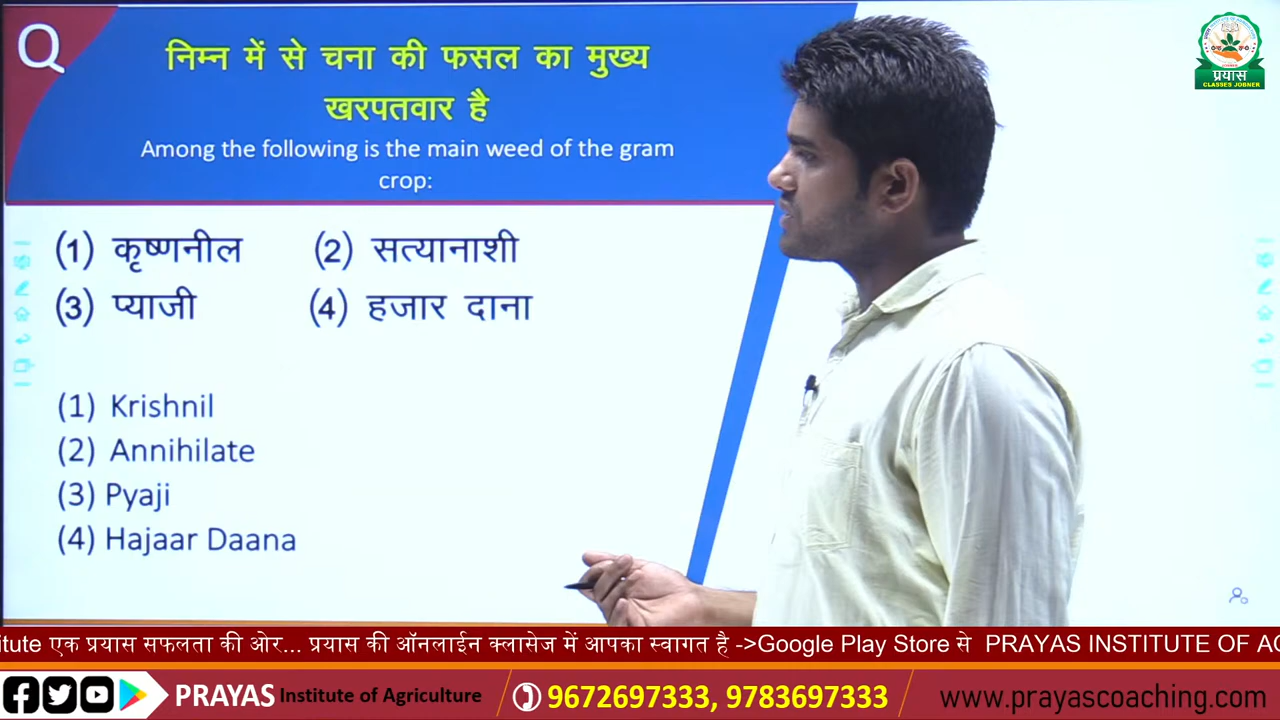 Q
निम्न में से चना की फसल का मुख्य
खरपतवार है
Among the following is the main weed of the gram
crop:
(1) कृष्णनील (2) सत्यानाशी
(3) प्याजी (4) हजार दाना
(1) Krishnil
(2) Annihilate
(3) Pyaji
(4) Hajaar Daana
प्रयास
CLASSES JOBNER
itute एक प्रयास सफलता की ओर... प्रयास की ऑनलाईन क्लासेज में आपका स्वागत है ->Google Play Store से PRAYAS INSTITUTE OF AG
PRAYAS Institute of Agriculture 9672697333, 9783697333 www.prayascoaching.com